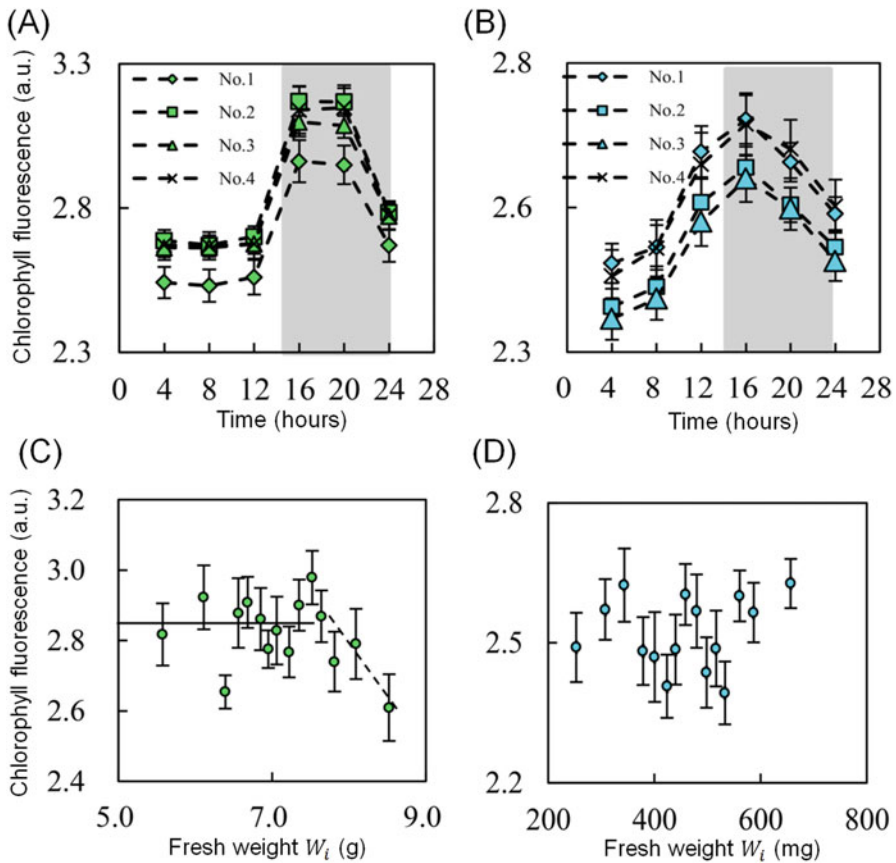 (A)
Chlorophyll fluorescence (a.u.)
3.3
2.8
2.3
No.1
No.2
No.3
No.4
0 4 8 12 16 20 24 28
Time (hours)
(B)
2.8
2.6
2.3
No.1
No.2
No.3
No.4
0 4 8 12 16 20 24 28
Time (hours)
(C)
Chlorophyll fluorescence (a.u.)
3.2
3.0
2.8
2.6
2.4
5.0 7.0 9.0
Fresh weight W_i (g)
(D)
2.8
2.5
2.2
200 400 600 800
Fresh weight W_i (mg)